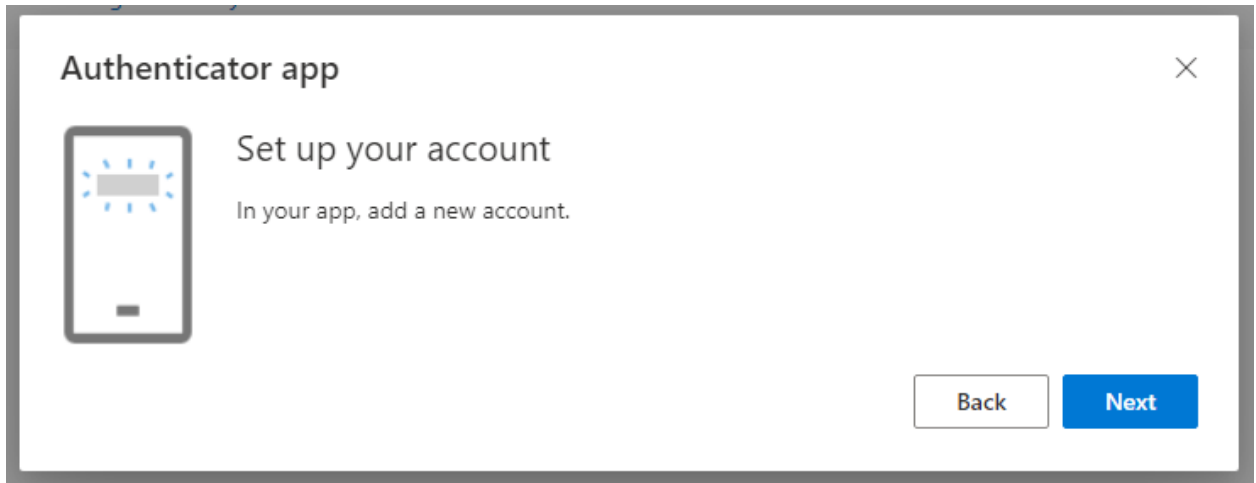 Authenticator app
Set up your account
In your app, add a new account.
Back
Next